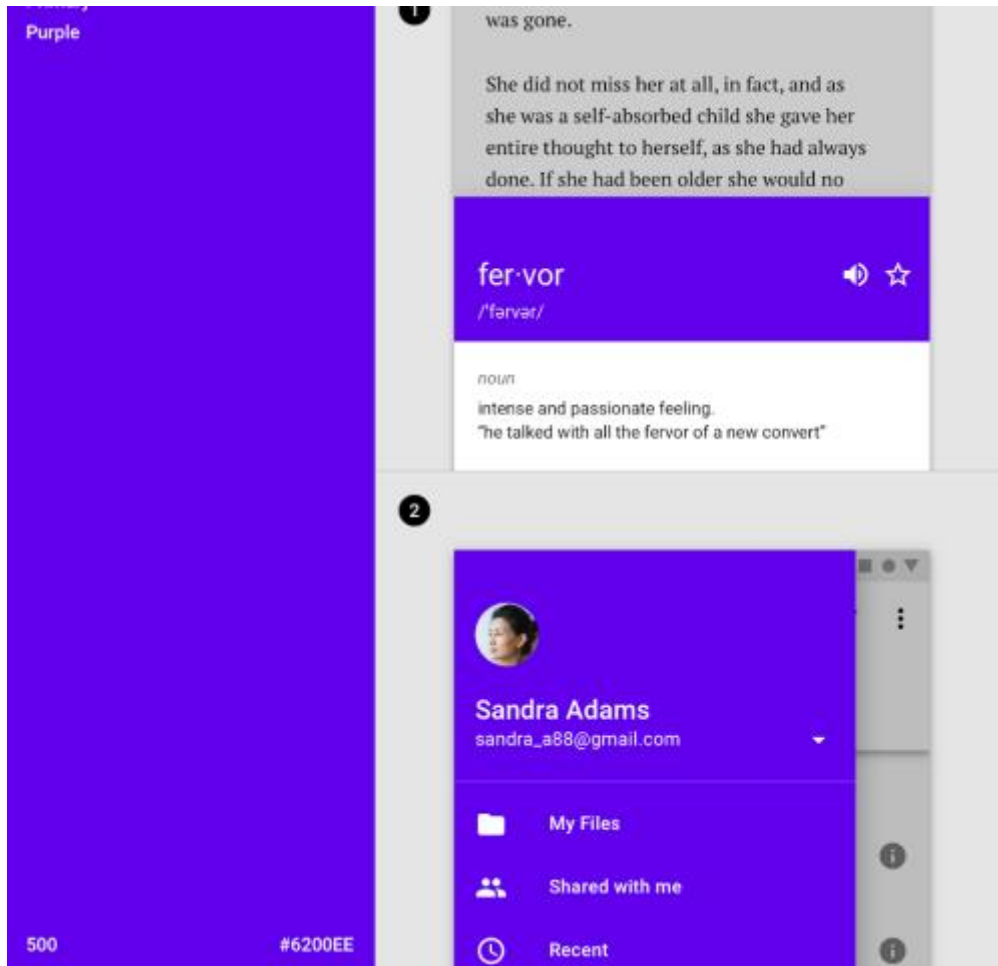 Primary
Purple
500 #6200EE
1
was gone.
She did not miss her at all, in fact, and as
she was a self-absorbed child she gave her
entire thought to herself, as she had always
done. If she had been older she would no
fer·vor
/ˈfərvər/
noun
intense and passionate feeling.
“he talked with all the fervor of a new convert”
2
Sandra Adams
sandra_a88@gmail.com
My Files
Shared with me
Recent